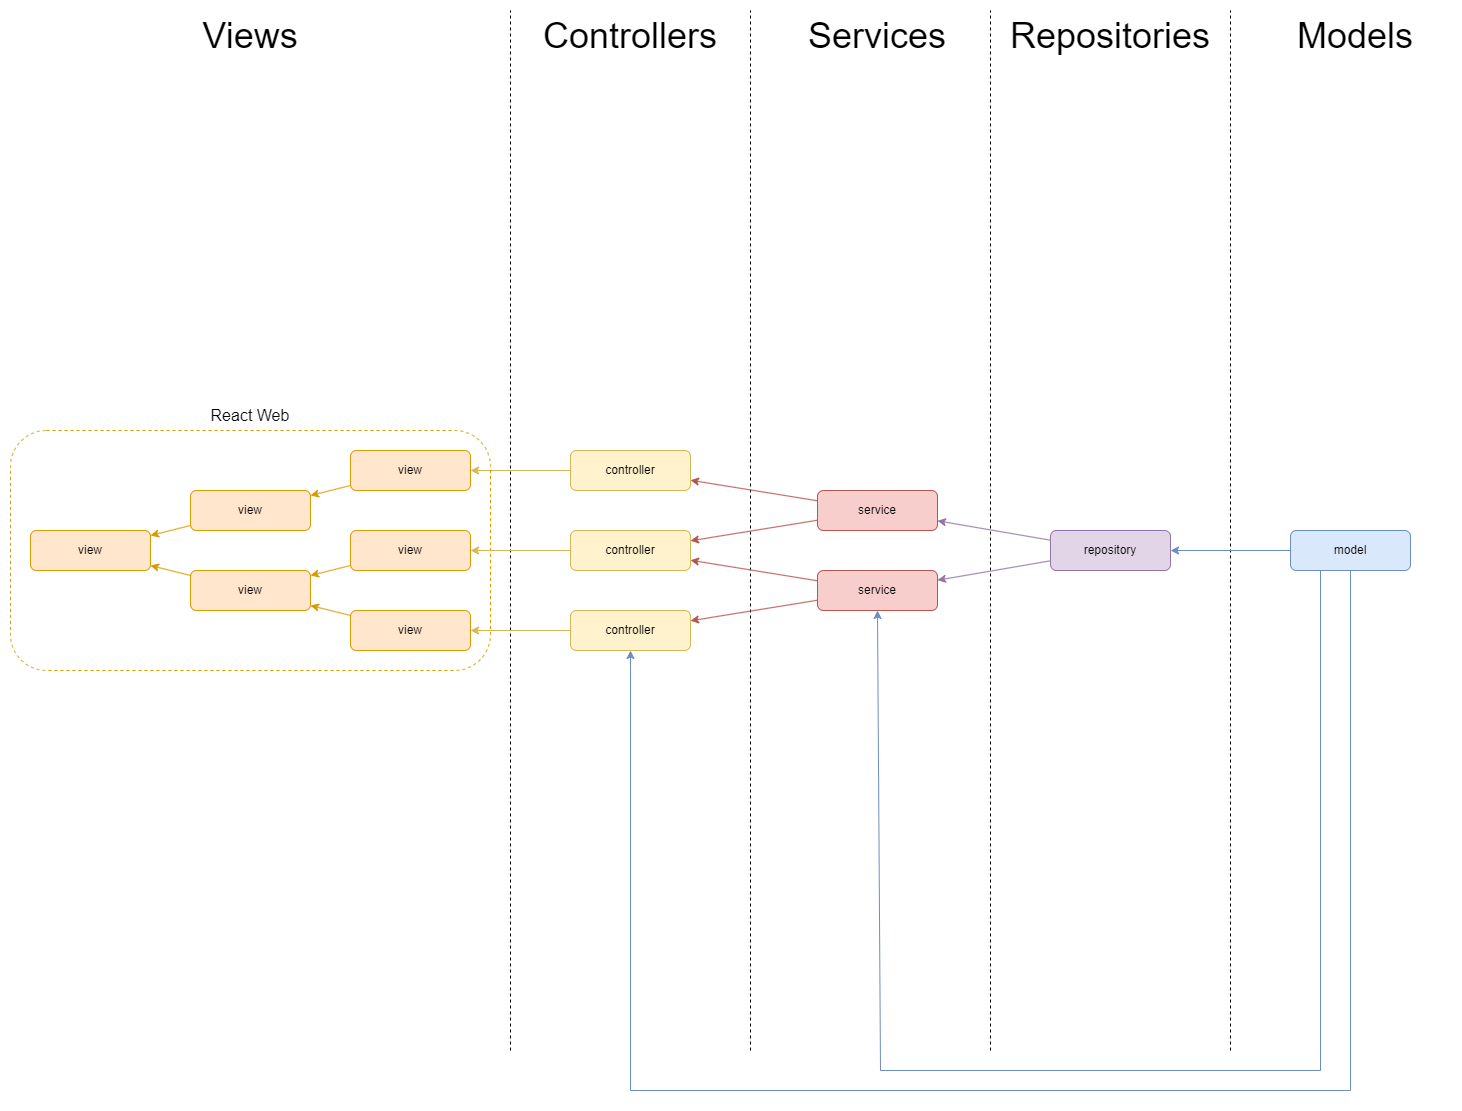 Views
Controllers
Services
Repositories
Models
React Web
view
controller
view
service
view
view
controller
repository
model
view
service
view
controller